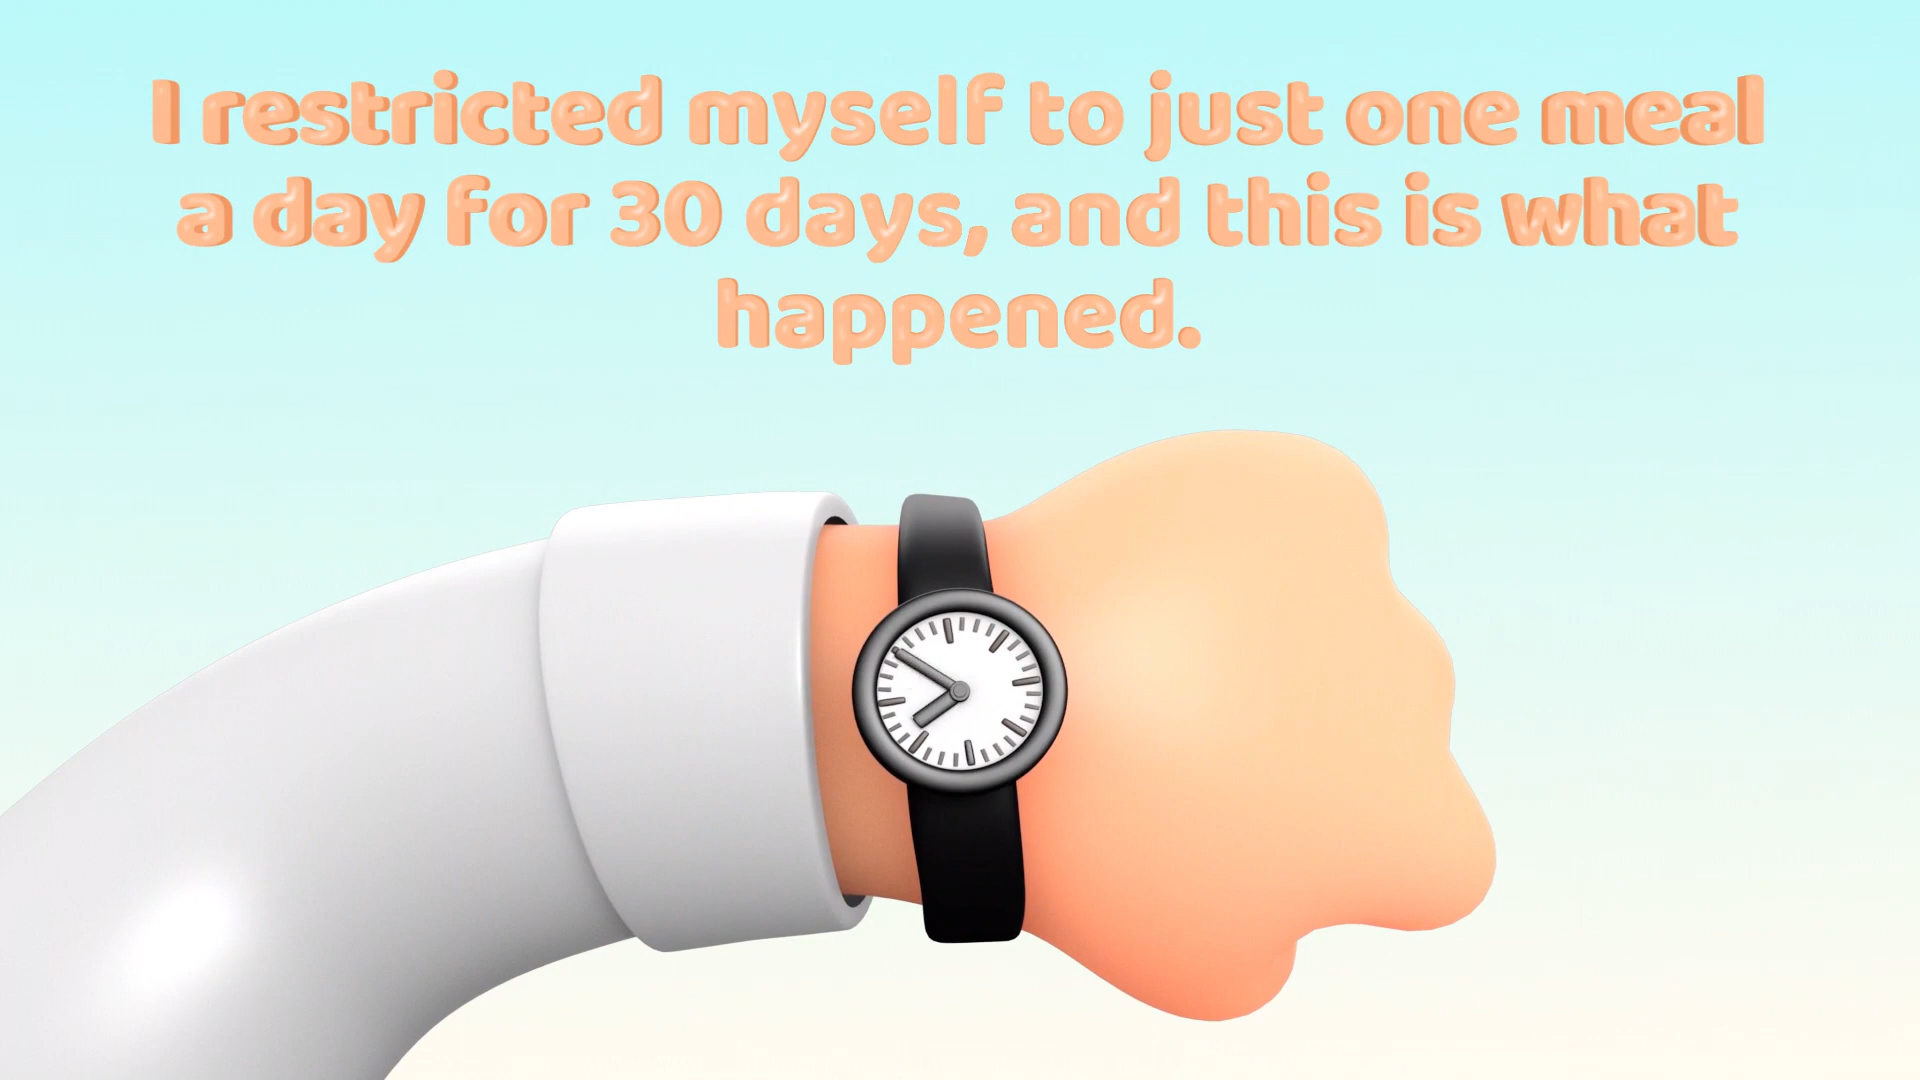 I restricted myself to just one meal
a day for 30 days, and this is what
happened.